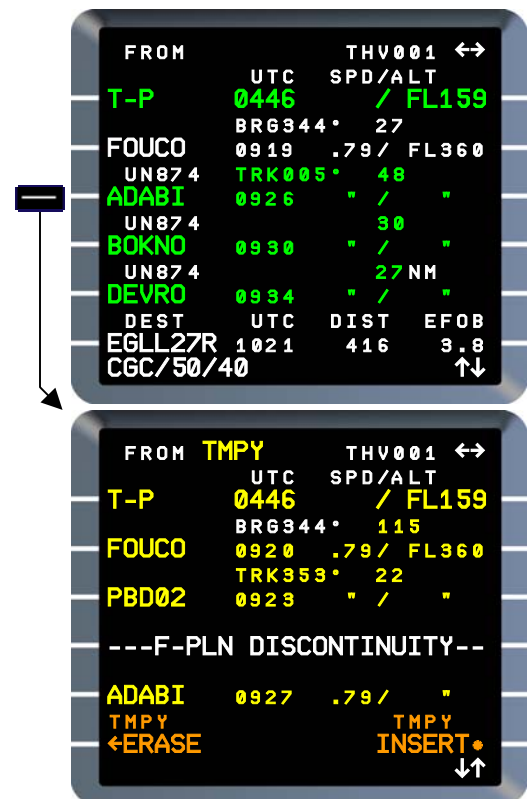 FROM THV001 ←→
UTC SPD/ALT
T-P 0446 / FL159
BRG344° 27
FOUCO 0919 .79/ FL360
UN874 TRK005° 48
ADABI 0926 " / "
UN874 30
BOKNO 0930 " / "
UN874 27NM
DEVRO 0934 " / "
DEST UTC DIST EFOB
EGLL27R 1021 416 3.8
CGC/50/40 ↑↓
FROM TMPY THV001 ←→
UTC SPD/ALT
T-P 0446 / FL159
BRG344° 115
FOUCO 0920 .79/ FL360
TRK353° 22
PBD02 0923 " / "
---F-PLN DISCONTINUITY--
ADABI 0927 .79/ "
TMPY TMPY
←ERASE INSERT*
↓↑